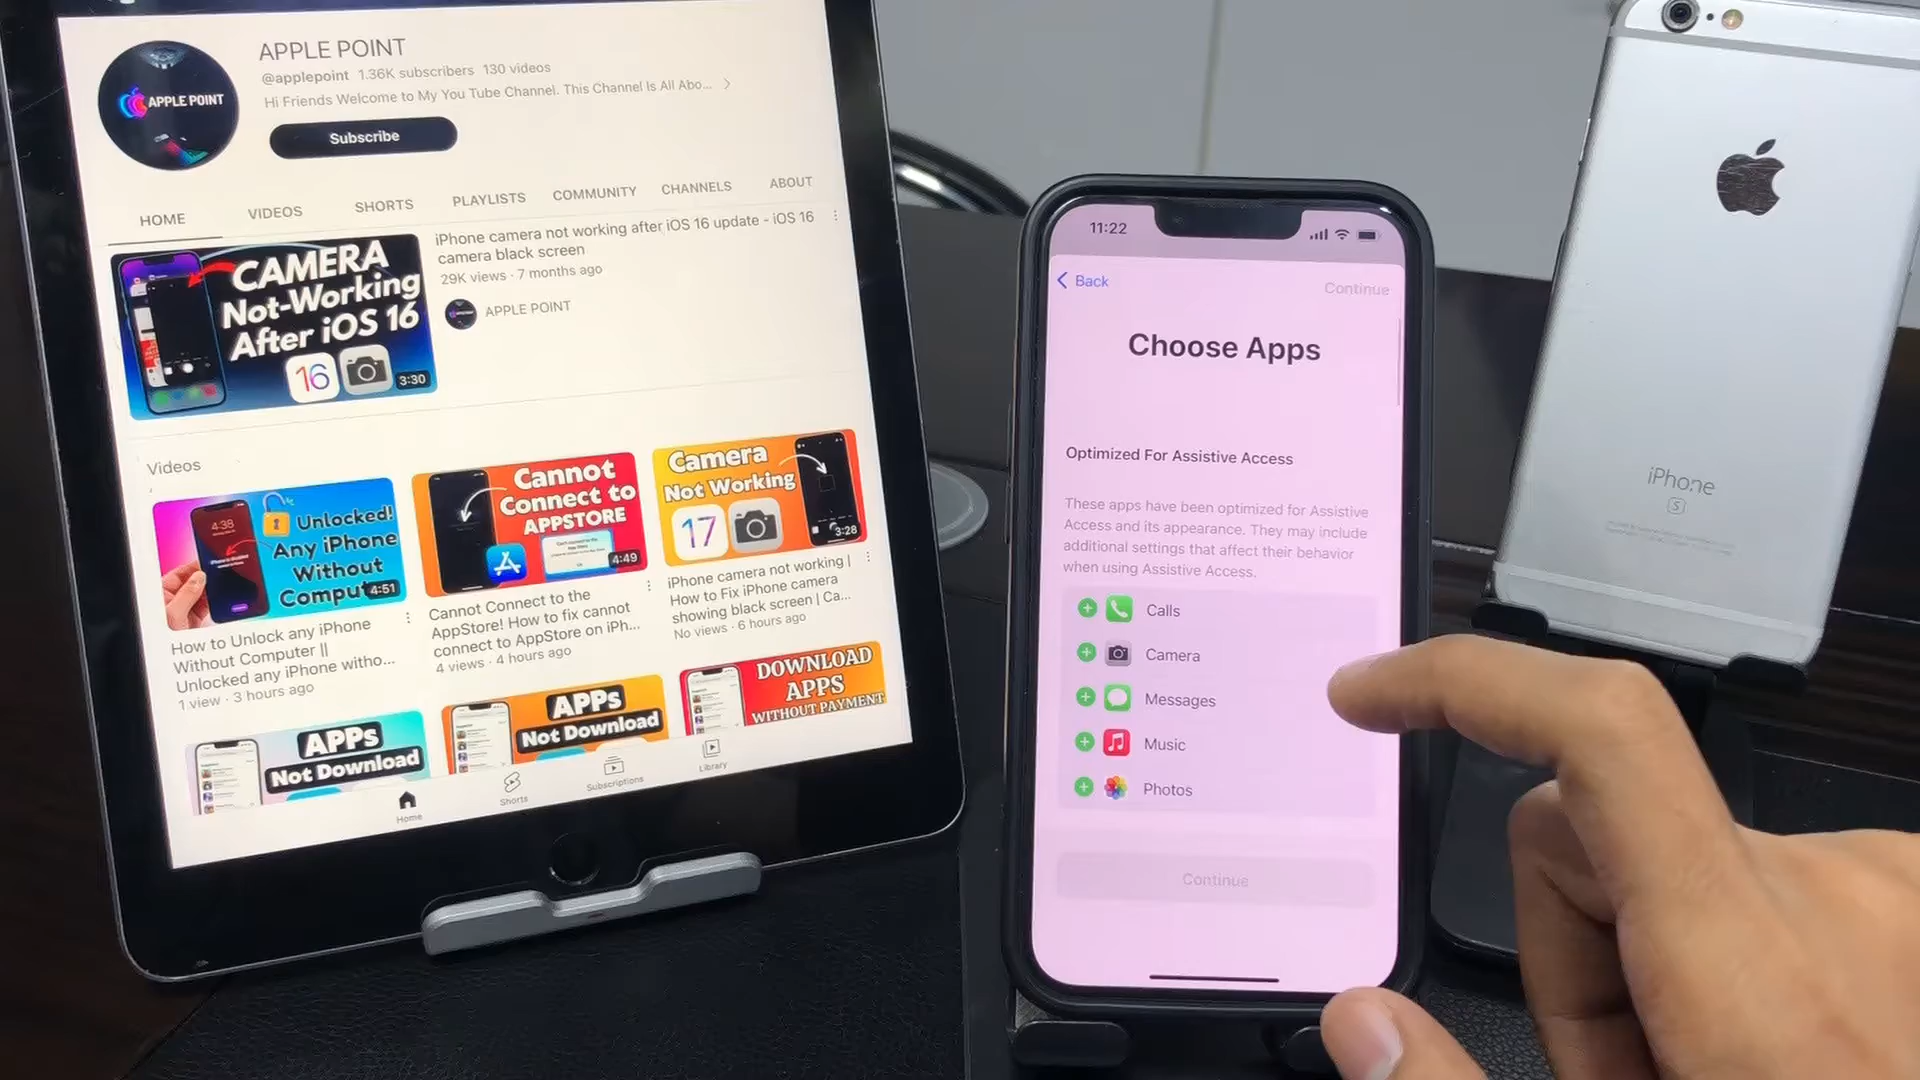 APPLE POINT
@applepoint 1.36K subscribers 130 videos
Hi Friends Welcome to My You Tube Channel. This Channel Is All Abo...
APPLE POINT
Subscribe
HOME VIDEOS SHORTS PLAYLISTS COMMUNITY CHANNELS ABOUT
CAMERA
Not-Working
After iOS 16
16
3:30
iPhone camera not working after iOS 16 update - iOS 16
camera black screen
29K views · 7 months ago
APPLE POINT
Videos
4:38
Unlocked!
Any iPhone
Without
4:51
How to Unlock any iPhone
Without Computer ||
Unlocked any iPhone witho...
1 view · 3 hours ago
Cannot
Connect to
APPSTORE
4:49
Cannot Connect to the
AppStore! How to fix cannot
connect to AppStore on iPh...
4 views · 4 hours ago
Camera
Not Working
17
3:28
iPhone camera not working |
How to Fix iPhone camera
showing black screen | Ca...
No views · 6 hours ago
APPs
Not Download
APPs
Not Download
DOWNLOAD
APPS
WITHOUT PAYMENT
Home Shorts Subscriptions Library
11:22
Back
Continue
Choose Apps
Optimized For Assistive Access
These apps have been optimized for Assistive
Access and its appearance. They may include
additional settings that affect their behavior
when using Assistive Access.
Calls
Camera
Messages
Music
Photos
Continue
iPhone
S